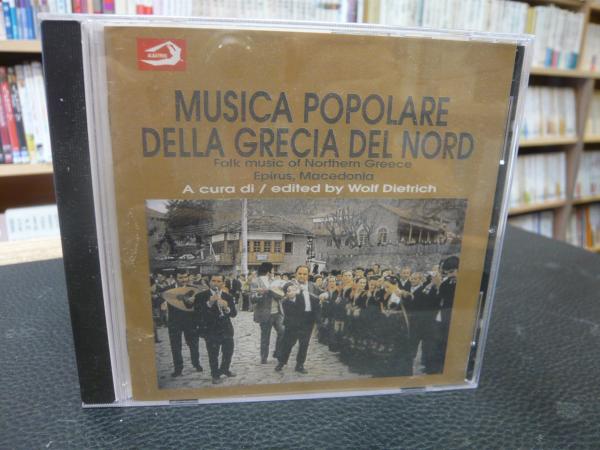 ALBATROS
MUSICA POPOLARE
DELLA GRECIA DEL NORD
Folk music of Northern Greece
Epirus, Macedonia
A cura di / edited by Wolf Dietrich